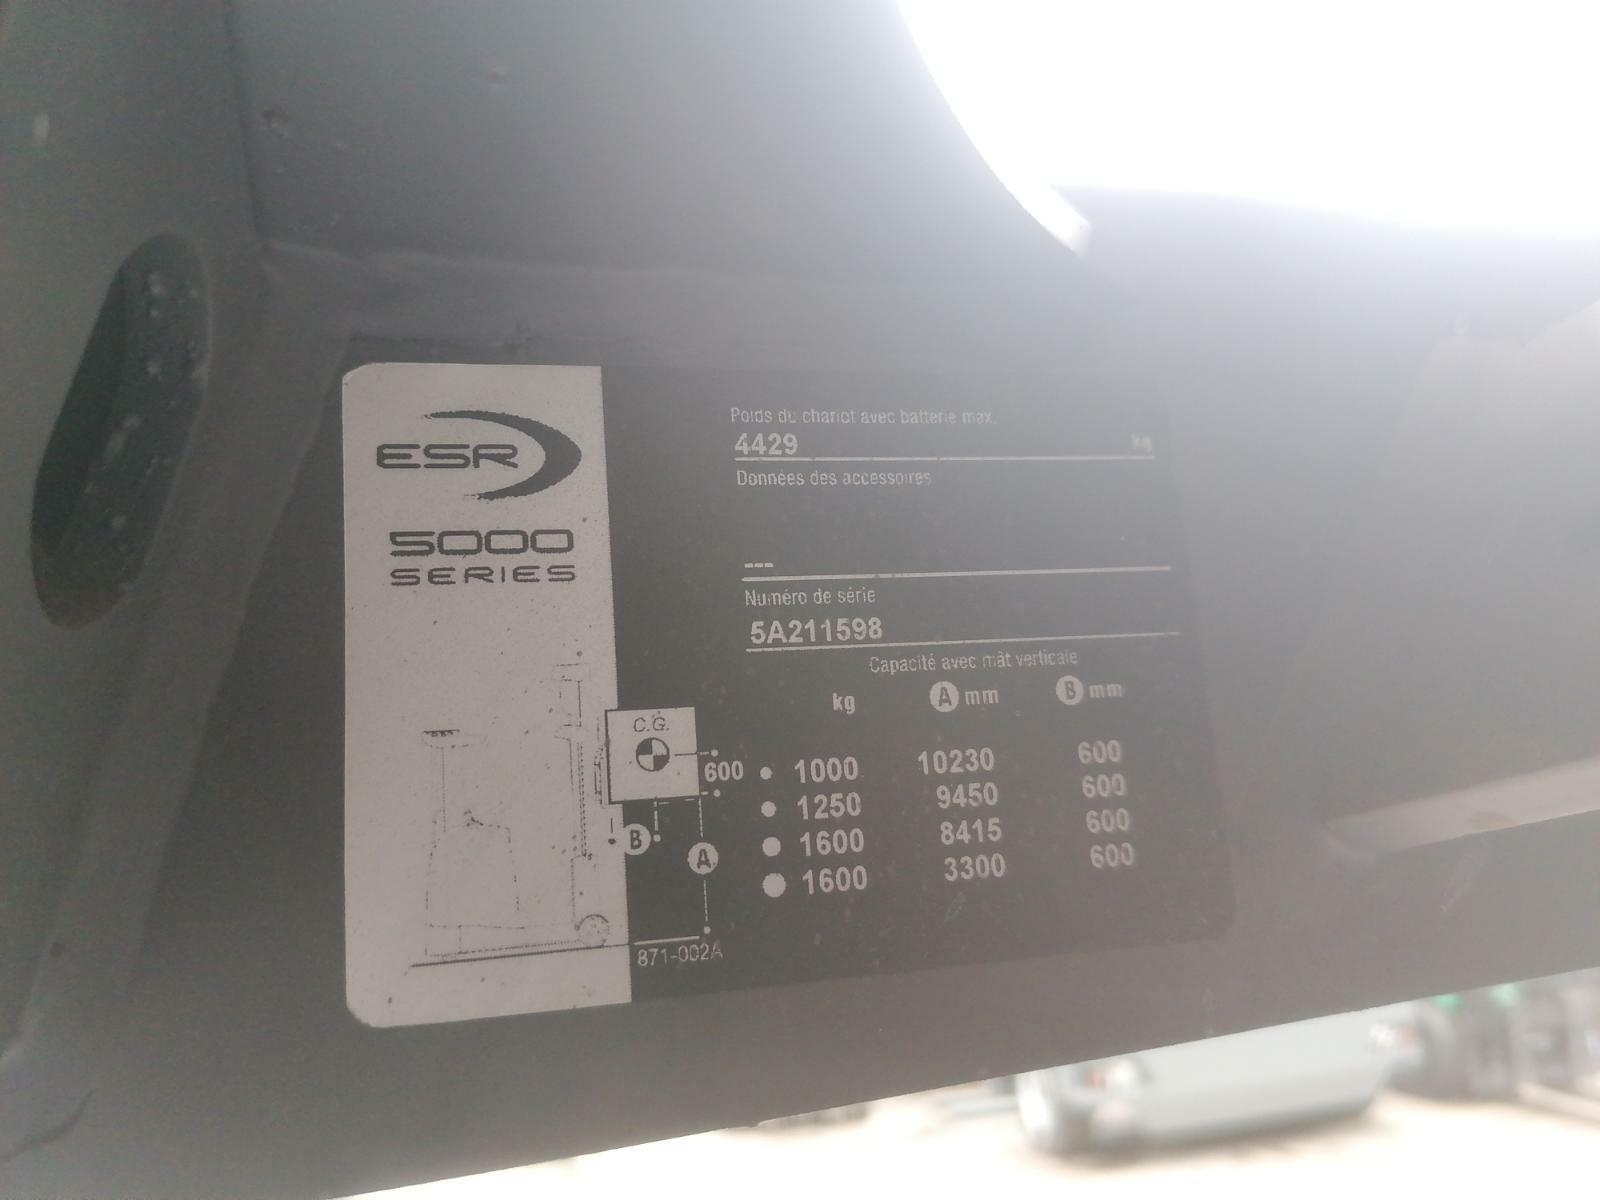 ESR
5000
SERIES
Poids du chariot avec batterie max.
4429 kg
Données des accessoires
---
Numéro de série
5A211598
Capacité avec mât verticale
kg A mm B mm
1000 10230 600
1250 9450 600
1600 8415 600
1600 3300 600
C.G.
600
B
A
871-002A